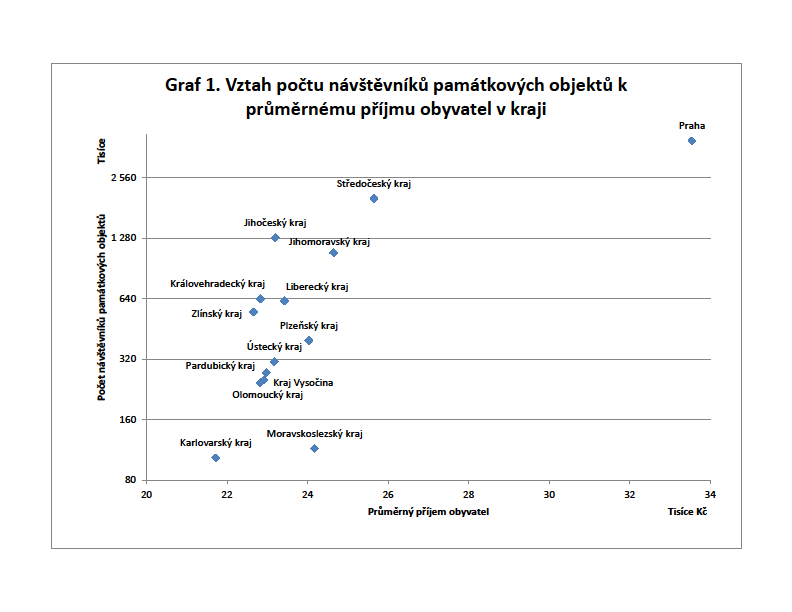 Graf 1. Vztah počtu návštěvníků památkových objektů k
průměrnému příjmu obyvatel v kraji
Praha
Tisíce
2 560
Středočeský kraj
Jihočeský kraj
1 280
Jihomoravský kraj
Počet návštěvníků památkových objektů
Královehradecký kraj
Liberecký kraj
640
Zlínský kraj
Plzeňský kraj
Ústecký kraj
320
Pardubický kraj
Kraj Vysočina
Olomoucký kraj
160
Moravskoslezský kraj
Karlovarský kraj
80
20 22 24 26 28 30 32 34
Průměrný příjem obyvatel Tisíce Kč